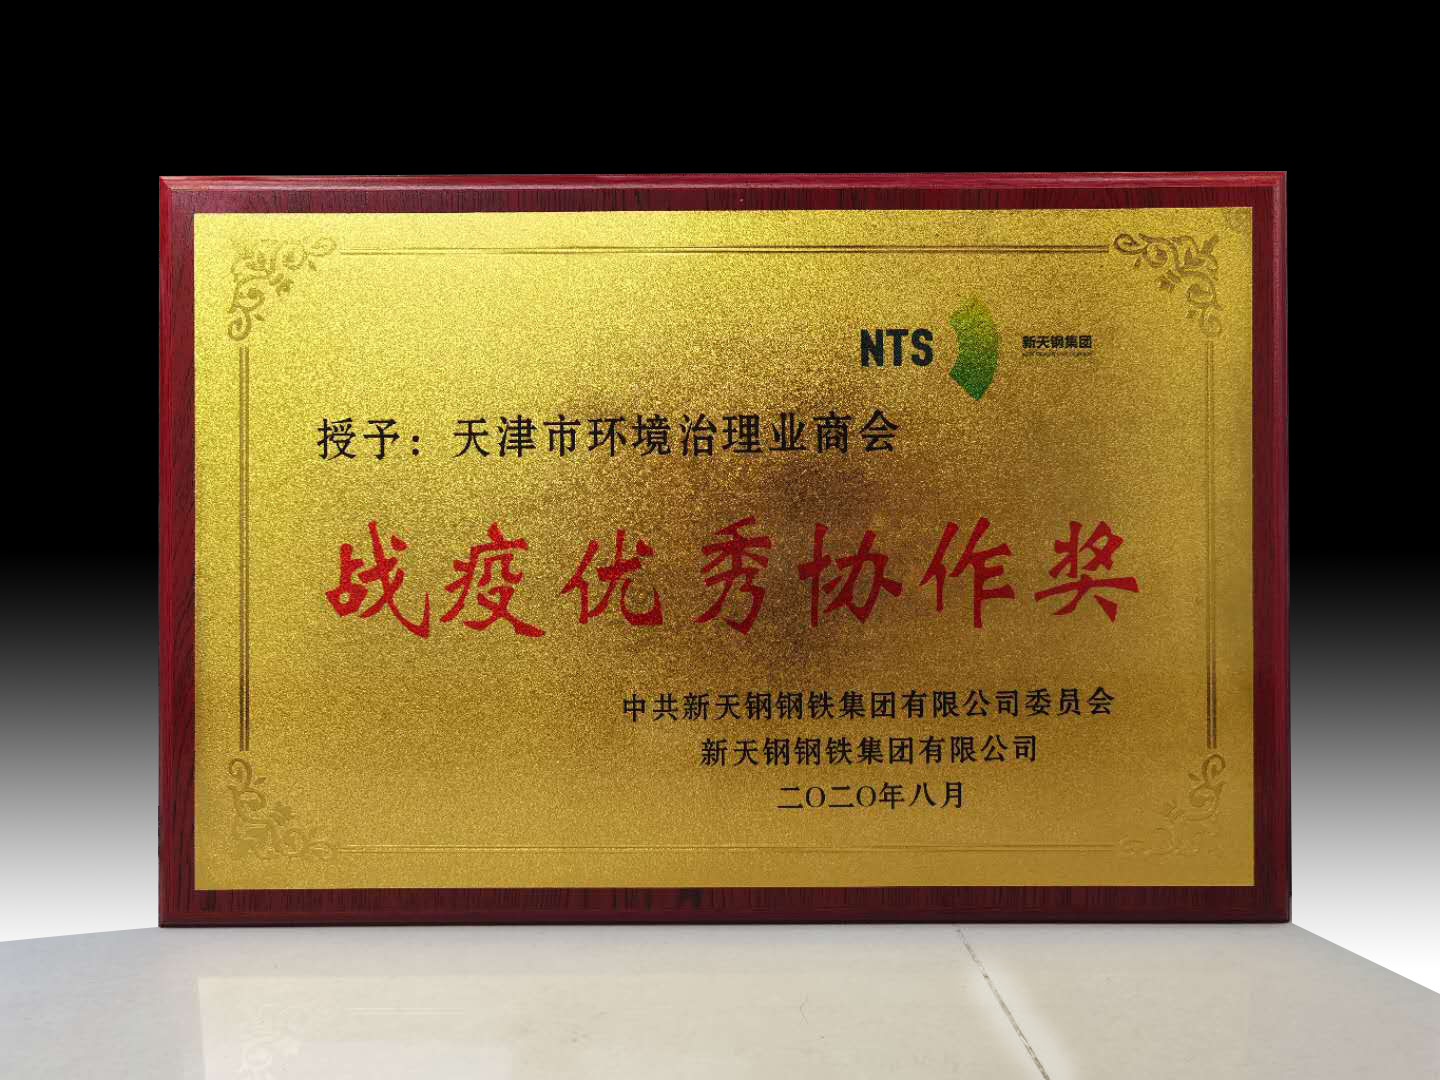 NTS 新天钢集团
授予：天津市环境治理业商会
战疫优秀协作奖
中共新天钢钢铁集团有限公司委员会
新天钢钢铁集团有限公司
二〇二〇年八月